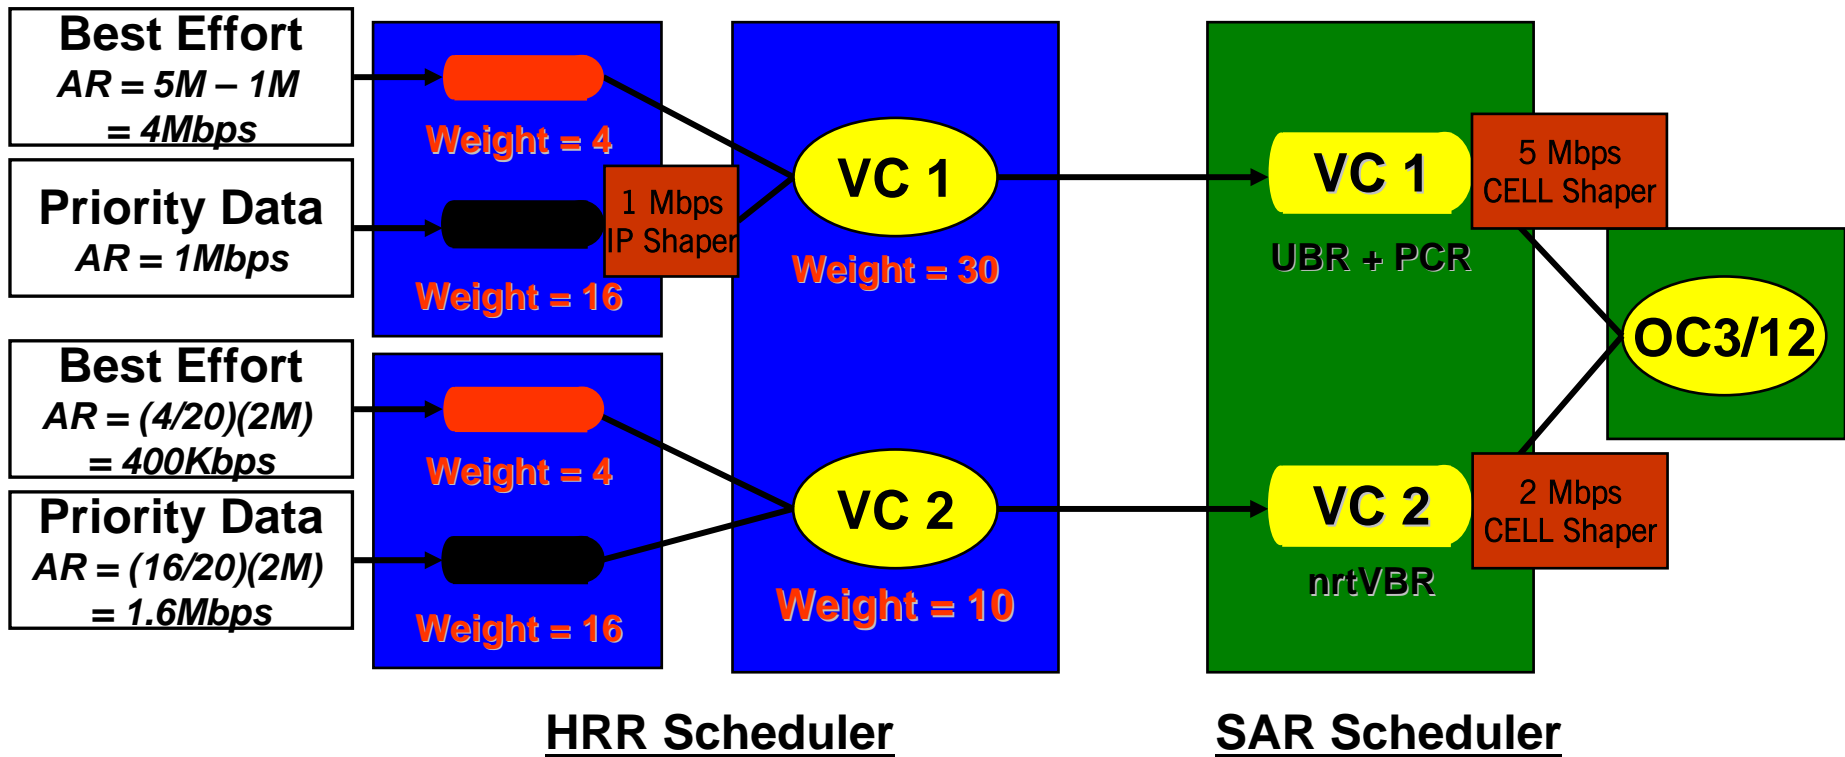 Best Effort
AR = 5M – 1M
= 4Mbps
Priority Data
AR = 1Mbps
Best Effort
AR = (4/20)(2M)
= 400Kbps
Priority Data
AR = (16/20)(2M)
= 1.6Mbps
Weight = 4
Weight = 16
1 Mbps
IP Shaper
Weight = 4
Weight = 16
VC 1
Weight = 30
VC 2
Weight = 10
VC 1
UBR + PCR
5 Mbps
CELL Shaper
VC 2
nrtVBR
2 Mbps
CELL Shaper
OC3/12
HRR Scheduler
SAR Scheduler